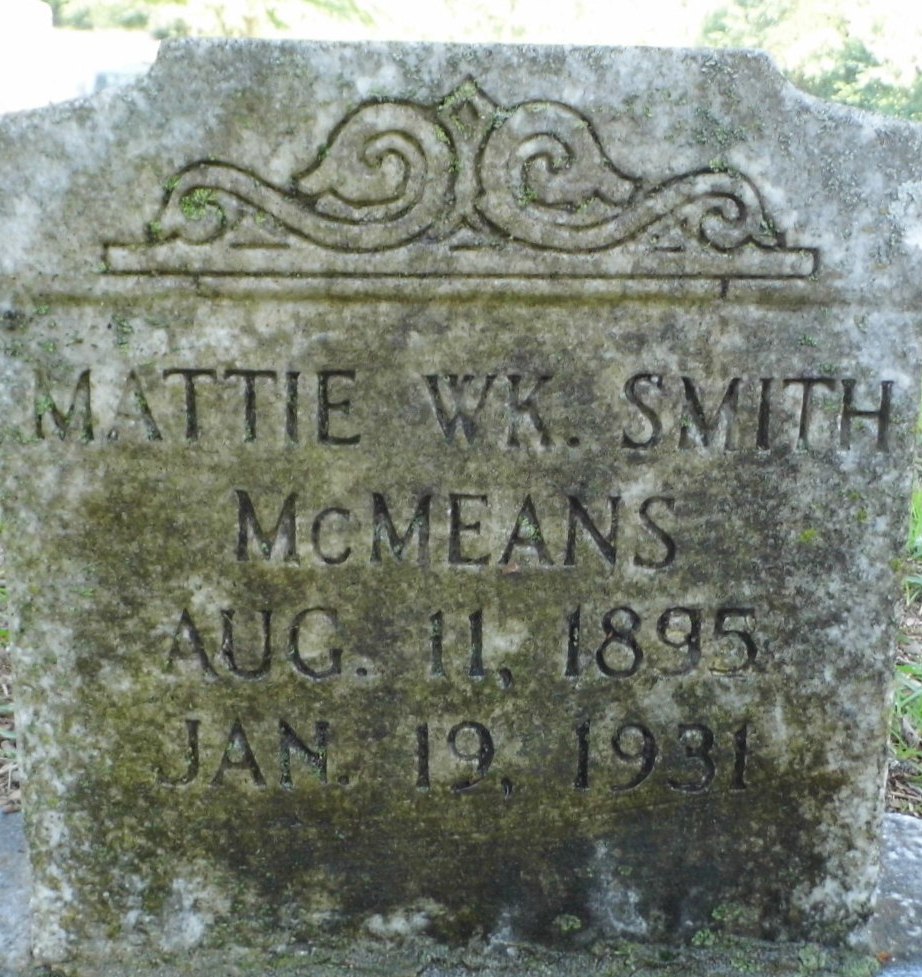 MATTIE WK. SMITH
McMEANS
AUG. 11, 1895
JAN. 19, 1931